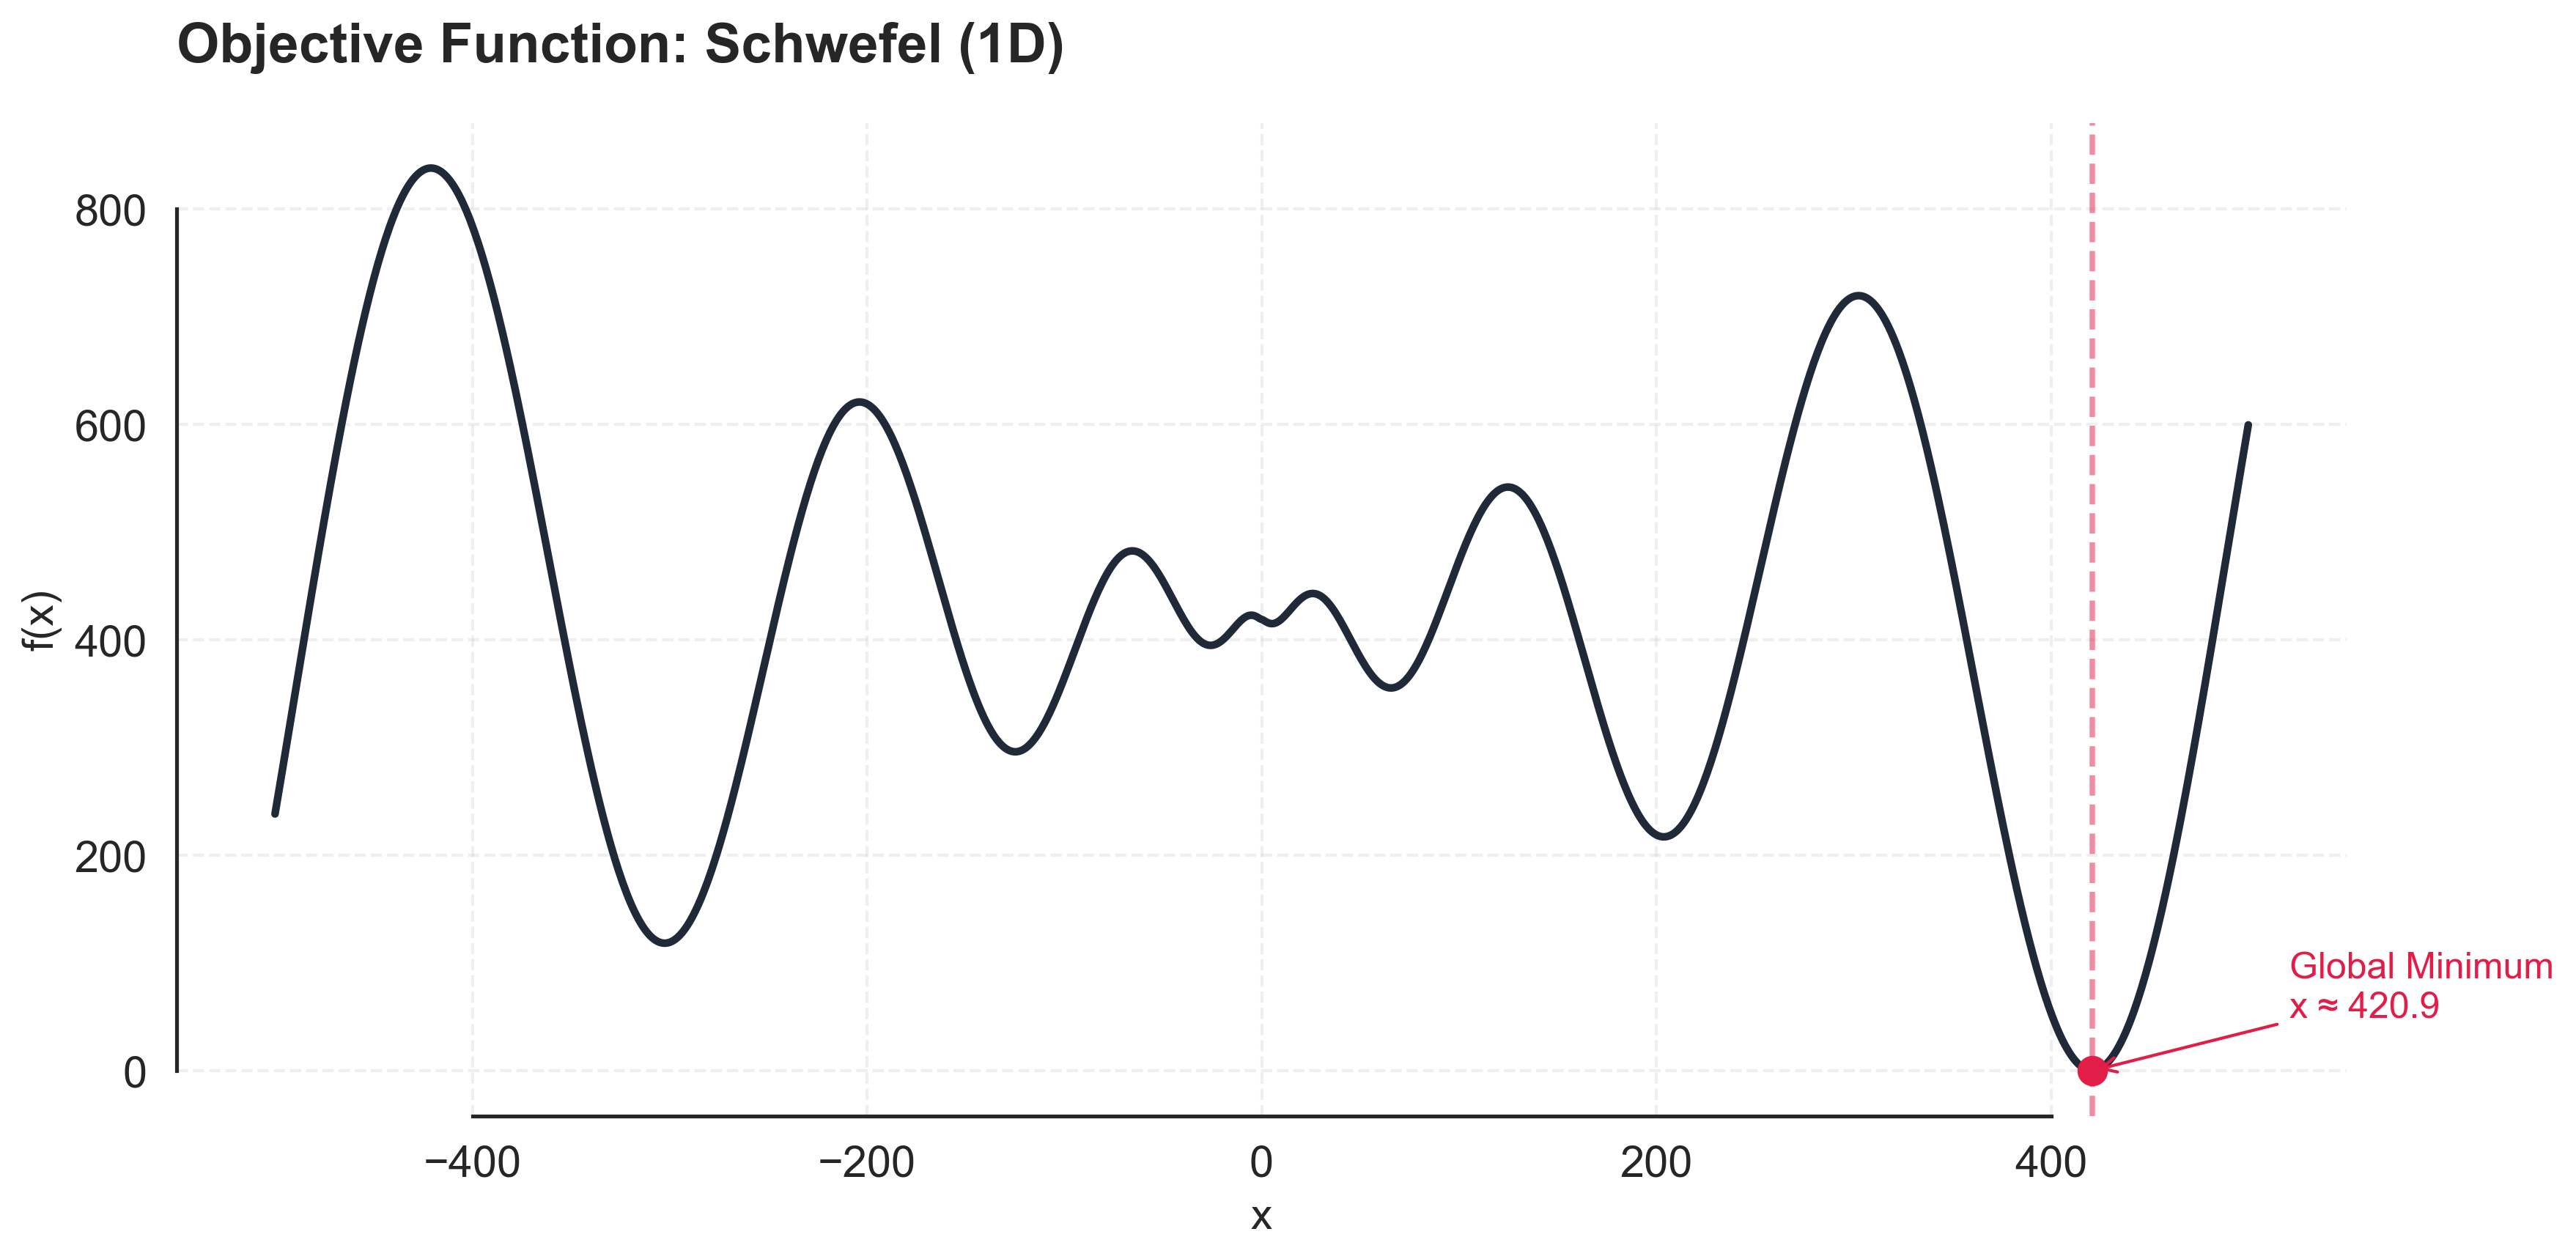 Objective Function: Schwefel (1D)
800
600
400
200
0
f(x)
Global Minimum
x ≈ 420.9
−400
−200
0
200
400
x